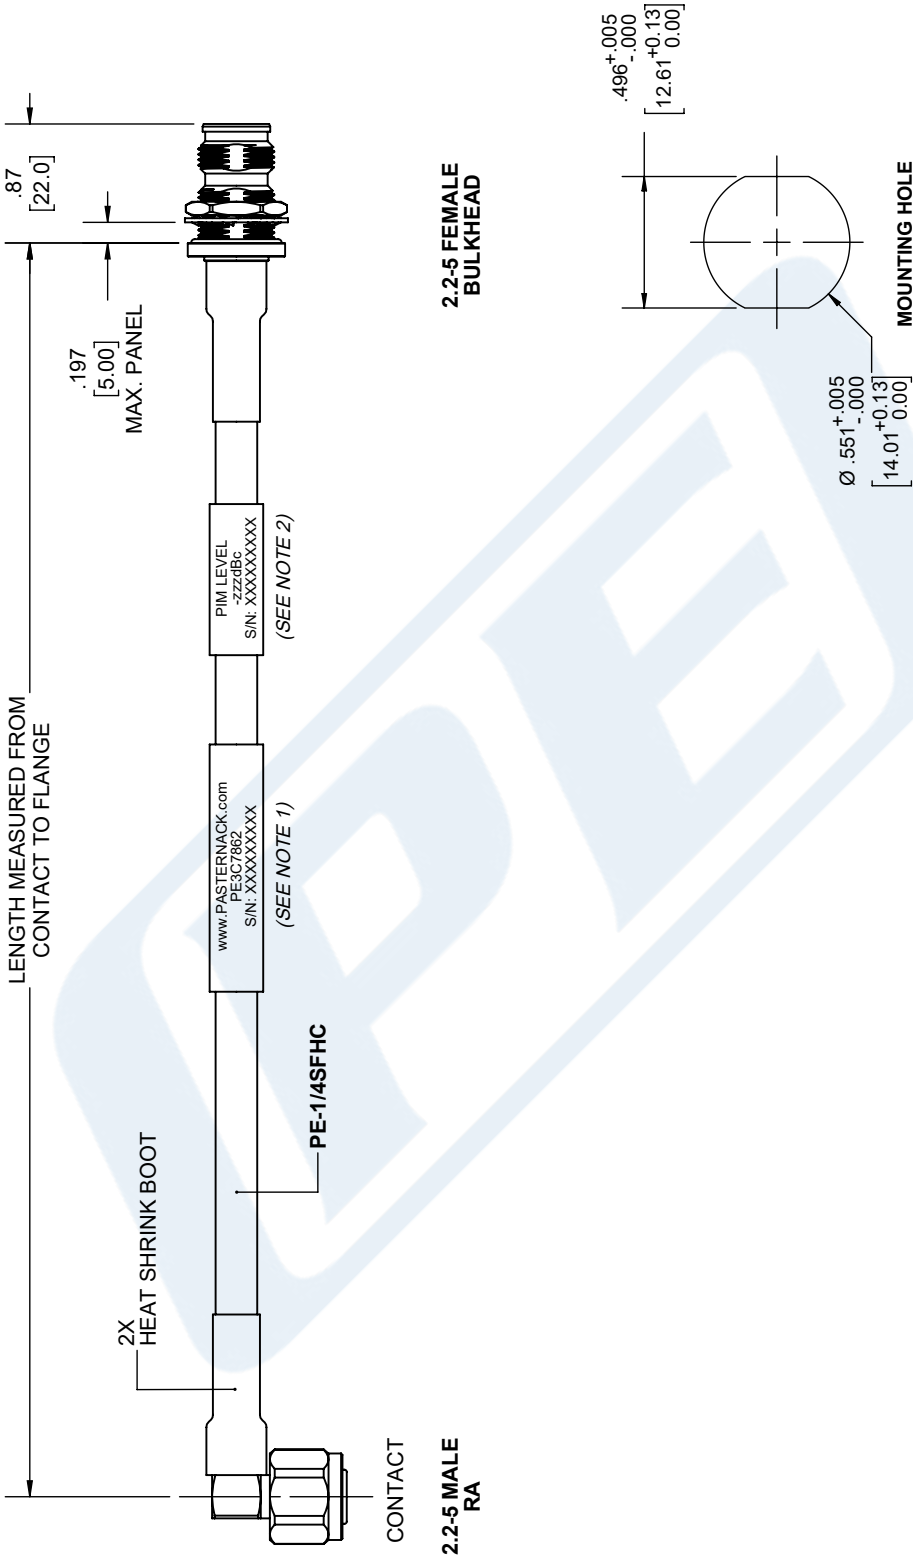 LENGTH MEASURED FROM
CONTACT TO FLANGE
.87
[22.0]
.197
[5.00]
MAX. PANEL
2X
HEAT SHRINK BOOT
www.PASTERNACK.com
PE3C7862
S/N: XXXXXXXXXX
(SEE NOTE 1)
PIM LEVEL
-zzzdBc
S/N: XXXXXXXXXX
(SEE NOTE 2)
PE-1/4SFHC
CONTACT
2.2-5 MALE
RA
2.2-5 FEMALE
BULKHEAD
.496 +.005
-.000
[12.61 +0.13
0.00]
Ø .551 +.005
-.000
[14.01 +0.13
0.00]
MOUNTING HOLE
PE